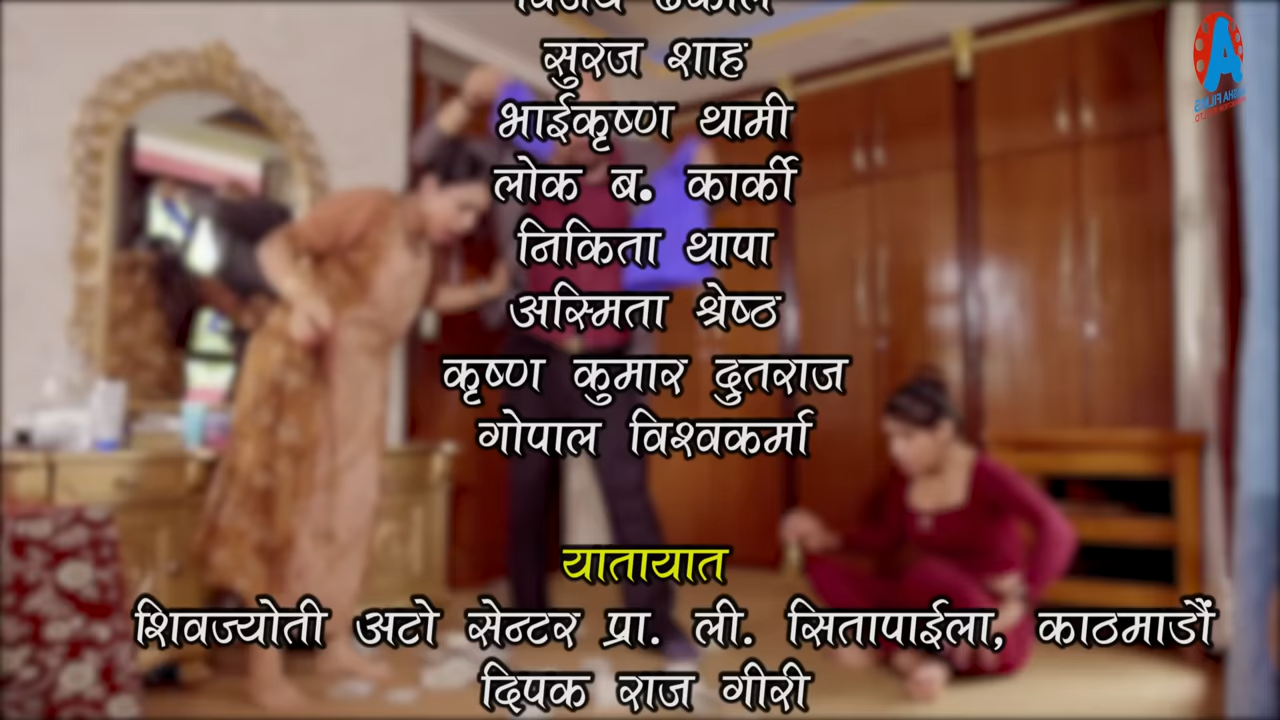 सुरज शाह
भाईकृष्ण थामी
लोक ब. कार्की
निकिता थापा
अस्मिता श्रेष्ठ
कृष्ण कुमार दुतराज
गोपाल विश्वकर्मा
यातायात
शिवज्योती अटो सेन्टर प्रा. ली. सितापाईला, काठमाडौं
दिपक राज गीरी